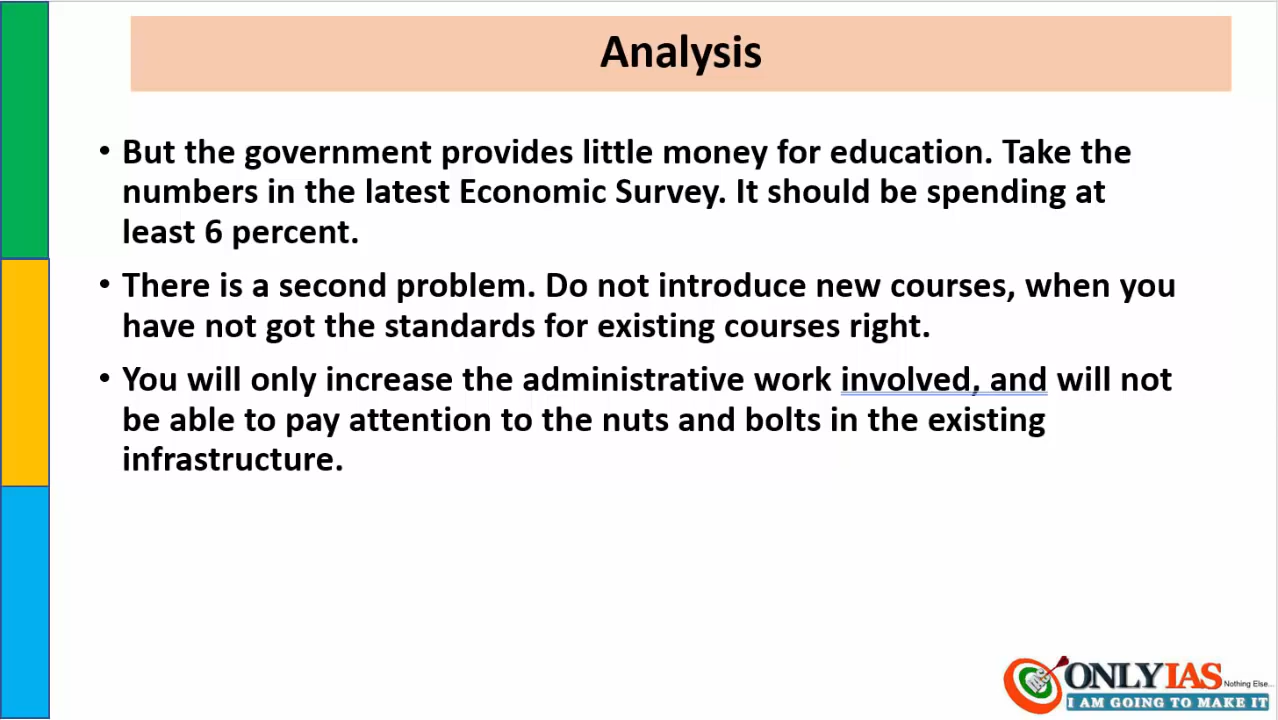 Analysis
• But the government provides little money for education. Take the
numbers in the latest Economic Survey. It should be spending at
least 6 percent.
• There is a second problem. Do not introduce new courses, when you
have not got the standards for existing courses right.
• You will only increase the administrative work involved, and will not
be able to pay attention to the nuts and bolts in the existing
infrastructure.
ONLYIAS Nothing Else...
I AM GOING TO MAKE IT